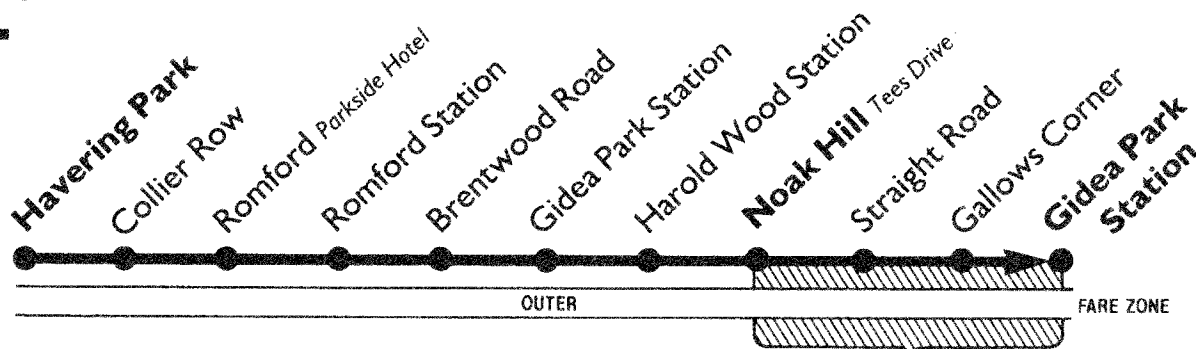 Havering Park
Collier Row
Romford Parkside Hotel
Romford Station
Brentwood Road
Gidea Park Station
Harold Wood Station
Noak Hill Tees Drive
Straight Road
Gallows Corner
Gidea Park
Station
OUTER
FARE ZONE